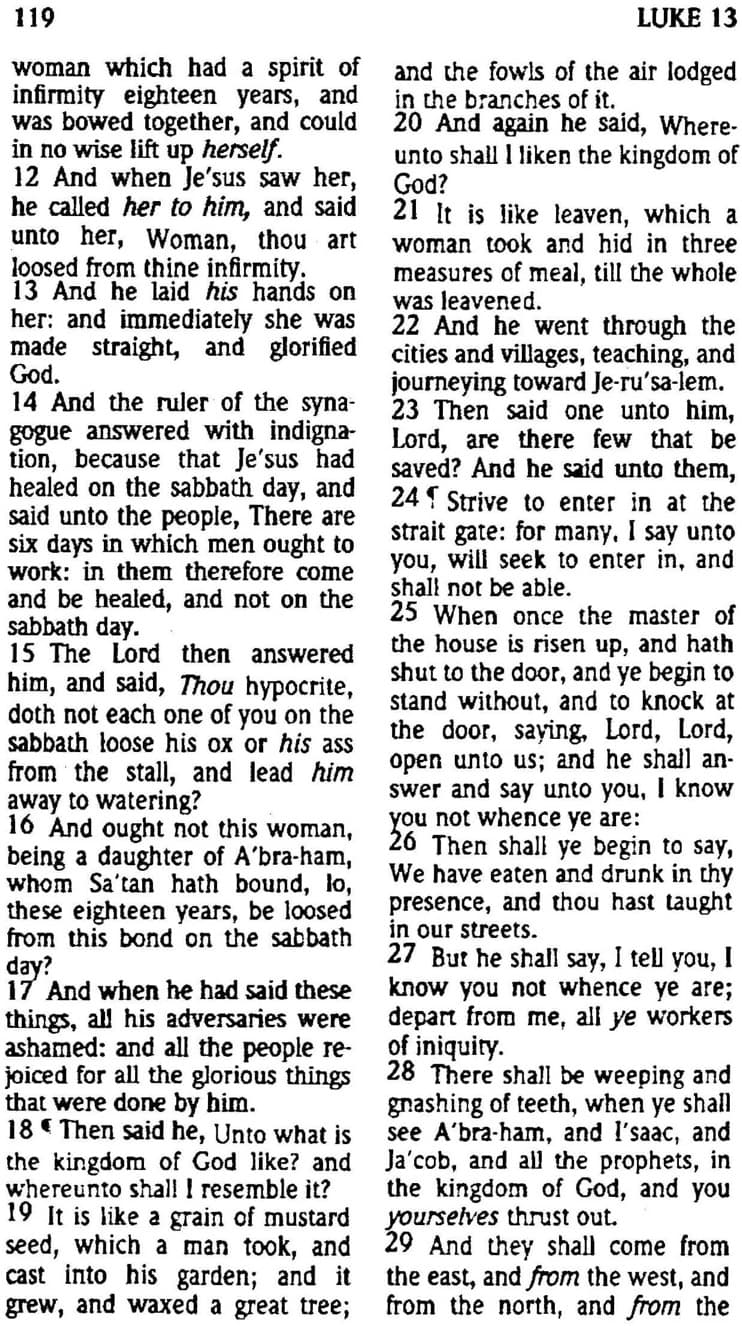 119
LUKE 13
woman which had a spirit of
infirmity eighteen years, and
was bowed together, and could
in no wise lift up herself.
12 And when Je'sus saw her,
he called her to him, and said
unto her, Woman, thou art
loosed from thine infirmity.
13 And he laid his hands on
her: and immediately she was
made straight, and glorified
God.
14 And the ruler of the syna-
gogue answered with indigna-
tion, because that Je'sus had
healed on the sabbath day, and
said unto the people, There are
six days in which men ought to
work: in them therefore come
and be healed, and not on the
sabbath day.
15 The Lord then answered
him, and said, Thou hypocrite,
doth not each one of you on the
sabbath loose his ox or his ass
from the stall, and lead him
away to watering?
16 And ought not this woman,
being a daughter of A'bra-ham,
whom Sa'tan hath bound, lo,
these eighteen years, be loosed
from this bond on the sabbath
day?
17 And when he had said these
things, all his adversaries were
ashamed: and all the people re-
joiced for all the glorious things
that were done by him.
18 ¶ Then said he, Unto what is
the kingdom of God like? and
whereunto shall I resemble it?
19 It is like a grain of mustard
seed, which a man took, and
cast into his garden; and it
grew, and waxed a great tree;
and the fowls of the air lodged
in the branches of it.
20 And again he said, Where-
unto shall I liken the kingdom of
God?
21 It is like leaven, which a
woman took and hid in three
measures of meal, till the whole
was leavened.
22 And he went through the
cities and villages, teaching, and
journeying toward Je-ru'sa-lem.
23 Then said one unto him,
Lord, are there few that be
saved? And he said unto them,
24 ¶ Strive to enter in at the
strait gate: for many, I say unto
you, will seek to enter in, and
shall not be able.
25 When once the master of
the house is risen up, and hath
shut to the door, and ye begin to
stand without, and to knock at
the door, saying, Lord, Lord,
open unto us; and he shall an-
swer and say unto you, I know
you not whence ye are:
26 Then shall ye begin to say,
We have eaten and drunk in thy
presence, and thou hast taught
in our streets.
27 But he shall say, I tell you, I
know you not whence ye are;
depart from me, all ye workers
of iniquity.
28 There shall be weeping and
gnashing of teeth, when ye shall
see A'bra-ham, and I'saac, and
Ja'cob, and all the prophets, in
the kingdom of God, and you
yourselves thrust out.
29 And they shall come from
the east, and from the west, and
from the north, and from the